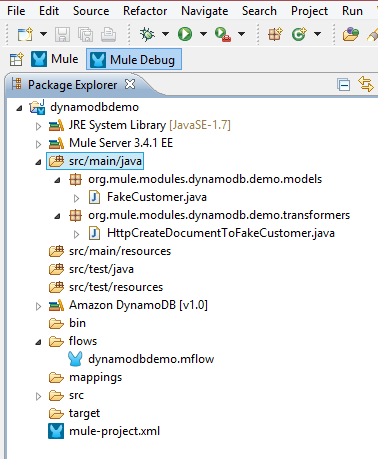 File Edit Source Refactor Navigate Search Project
Mule Mule Debug
Package Explorer
dynamodbdemo
JRE System Library [JavaSE-1.7]
Mule Server 3.4.1 EE
src/main/java
org.mule.modules.dynamodb.demo.models
FakeCustomer.java
org.mule.modules.dynamodb.demo.transformers
HttpCreateDocumentToFakeCustomer.java
src/main/resources
src/test/java
src/test/resources
Amazon DynamoDB [v1.0]
bin
flows
dynamodbdemo.mflow
mappings
src
target
mule-project.xml